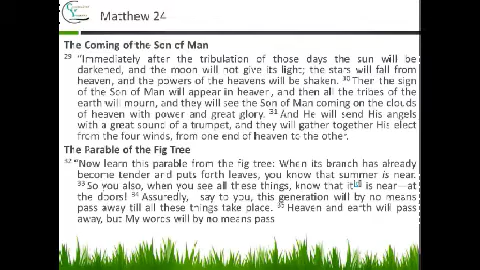 Matthew 24
The Coming of the Son of Man
29 “Immediately after the tribulation of those days the sun will be
darkened, and the moon will not give its light; the stars will fall from
heaven, and the powers of the heavens will be shaken. 30 Then the sign
of the Son of Man will appear in heaven, and then all the tribes of the
earth will mourn, and they will see the Son of Man coming on the clouds
of heaven with power and great glory. 31 And He will send His angels
with a great sound of a trumpet, and they will gather together His elect
from the four winds, from one end of heaven to the other.
The Parable of the Fig Tree
32 “Now learn this parable from the fig tree: When its branch has already
become tender and puts forth leaves, you know that summer is near.
33 So you also, when you see all these things, know that it is near—at
the doors! 34 Assuredly, I say to you, this generation will by no means
pass away till all these things take place. 35 Heaven and earth will pass
away, but My words will by no means pass